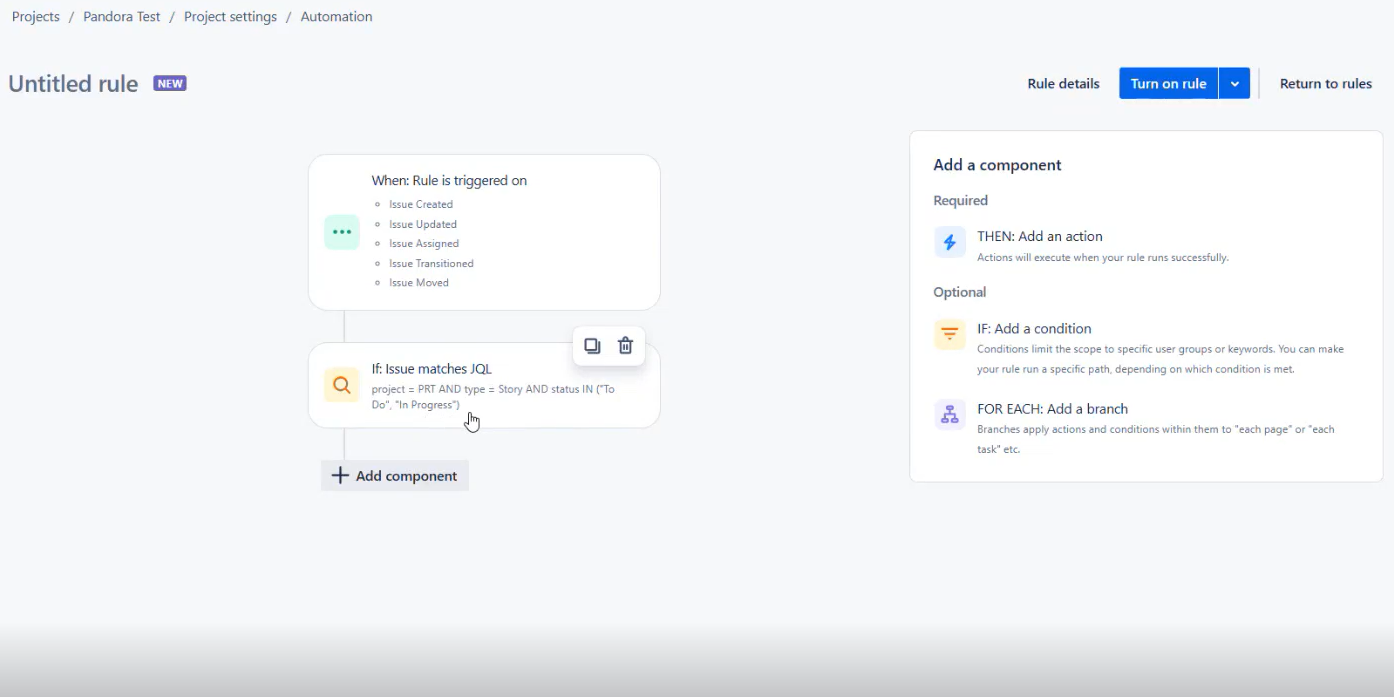 Projects / Pandora Test / Project settings / Automation
Untitled rule NEW
Rule details Turn on rule Return to rules
When: Rule is triggered on
Issue Created
Issue Updated
Issue Assigned
Issue Transitioned
Issue Moved
If: Issue matches JQL
project = PRT AND type = Story AND status IN ("To
Do", "In Progress")
Add component
Add a component
Required
THEN: Add an action
Actions will execute when your rule runs successfully.
Optional
IF: Add a condition
Conditions limit the scope to specific user groups or keywords. You can make
your rule run a specific path, depending on which condition is met.
FOR EACH: Add a branch
Branches apply actions and conditions within them to "each page" or "each
task" etc.